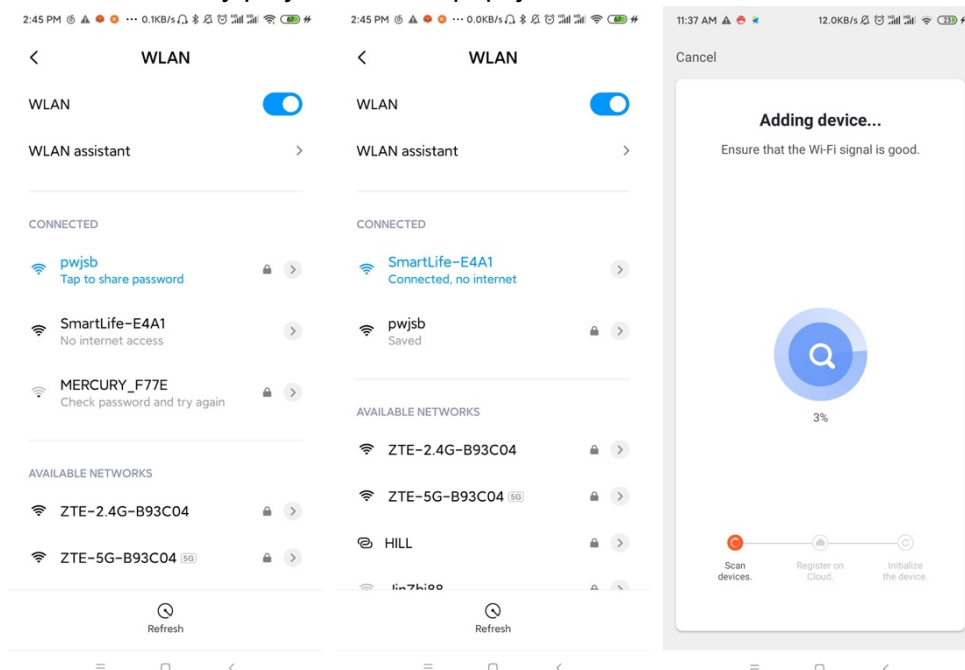 2:45 PM ... 0.1KB/s 67
WLAN
WLAN
WLAN assistant
CONNECTED
pwjsb
Tap to share password
SmartLife-E4A1
No internet access
MERCURY_F77E
Check password and try again
AVAILABLE NETWORKS
ZTE-2.4G-B93C04
ZTE-5G-B93C04 5G
Refresh
2:45 PM ... 0.0KB/s 67
WLAN
WLAN
WLAN assistant
CONNECTED
SmartLife-E4A1
Connected, no internet
pwjsb
Saved
AVAILABLE NETWORKS
ZTE-2.4G-B93C04
ZTE-5G-B93C04 5G
HILL
JinZhi88
Refresh
11:37 AM 12.0KB/s 23
Cancel
Adding device...
Ensure that the Wi-Fi signal is good.
3%
Scan
devices.
Register on
Cloud.
Initialize
the device.